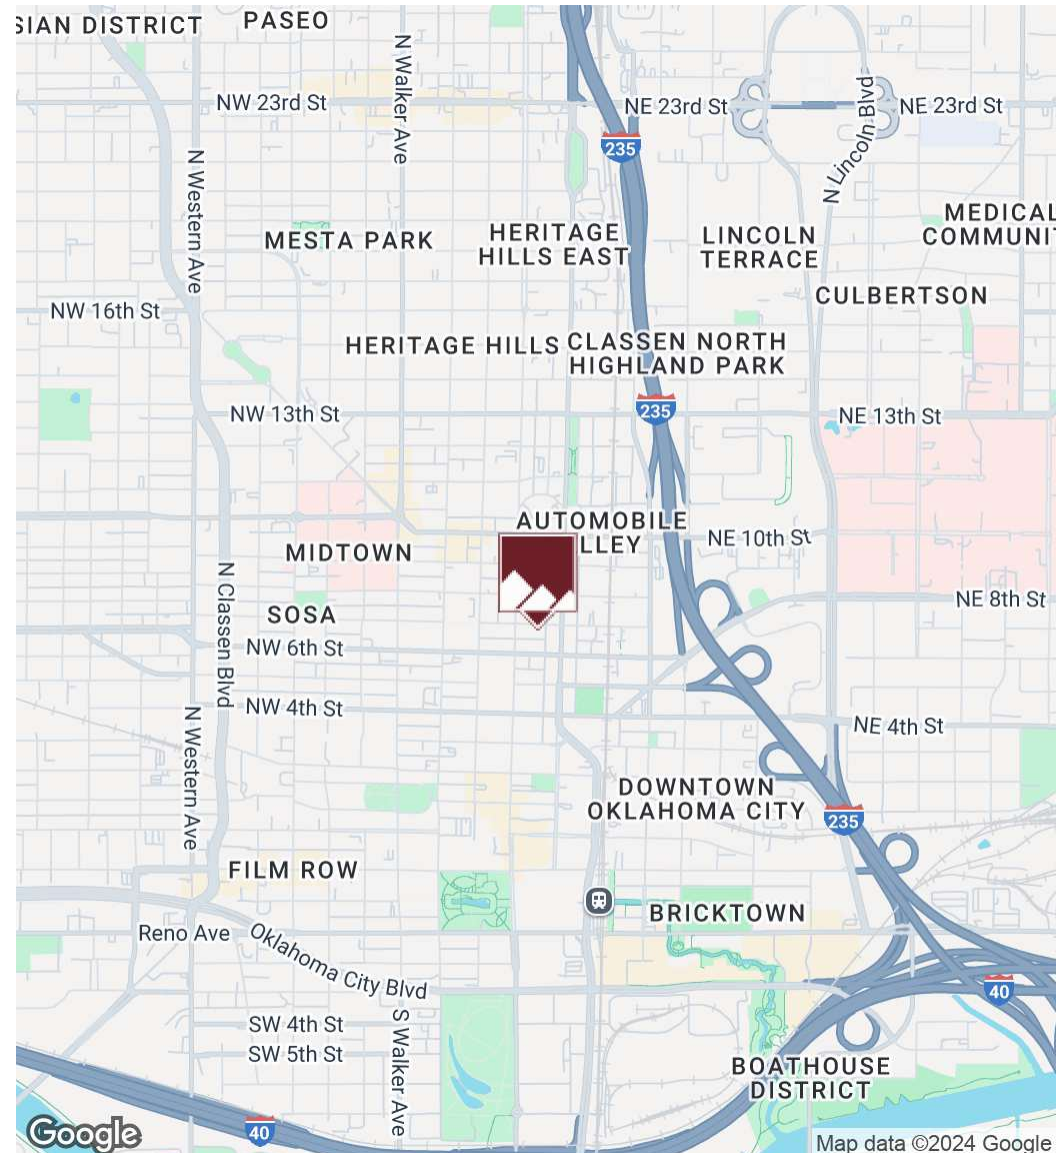 SIAN DISTRICT
PASEO
N Walker Ave
NW 23rd St
NE 23rd St
NE 23rd St
235
N Lincoln Blvd
N Western Ave
MEDICAL
COMMUNIT
MESTA PARK
HERITAGE
HILLS EAST
LINCOLN
TERRACE
CULBERTSON
NW 16th St
HERITAGE HILLS
CLASSEN NORTH
HIGHLAND PARK
NW 13th St
235
NE 13th St
AUTOMOBILE
LLEY
NE 10th St
MIDTOWN
N Classen Blvd
SOSA
NE 8th St
NW 6th St
NW 4th St
NE 4th St
N Western Ave
DOWNTOWN
OKLAHOMA CITY
235
FILM ROW
BRICKTOWN
Reno Ave
Oklahoma City Blvd
40
SW 4th St
SW 5th St
S Walker Ave
BOATHOUSE
DISTRICT
Google
40
Map data ©2024 Google